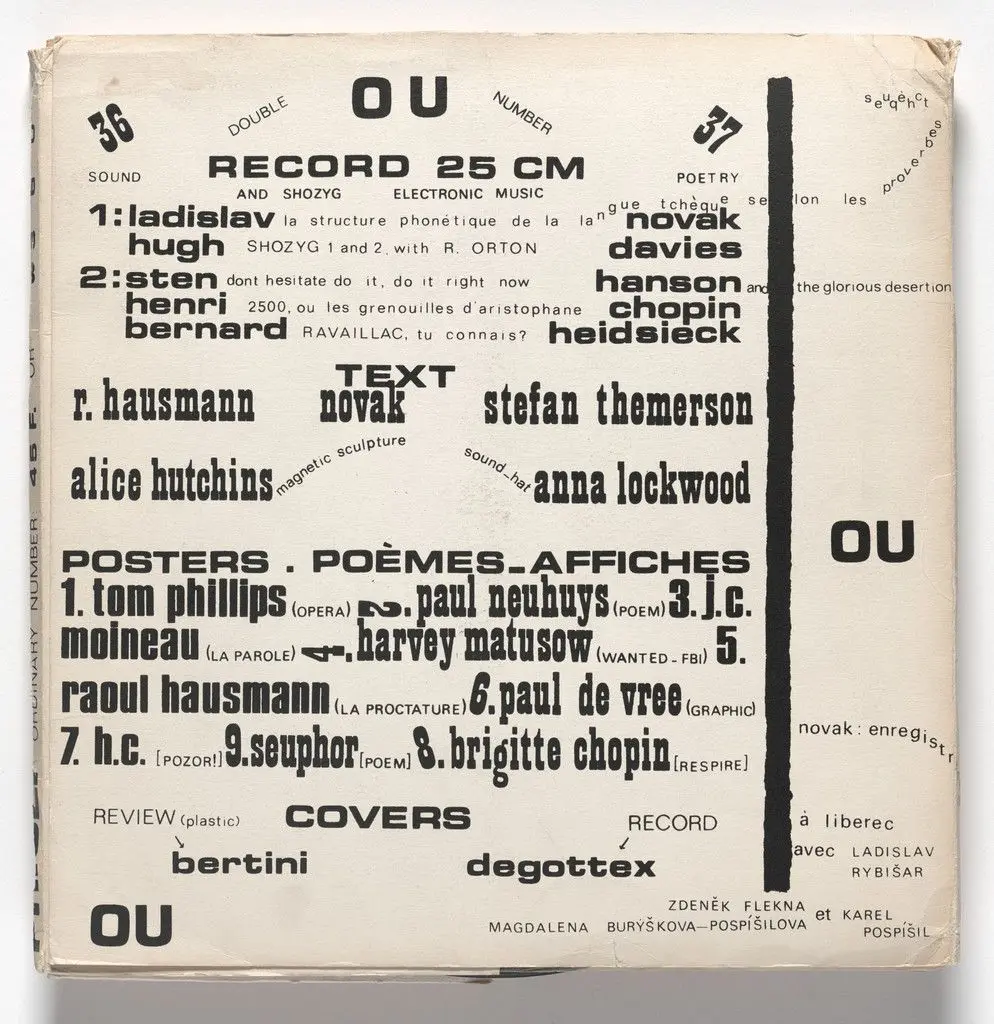 36 DOUBLE OU NUMBER 37
SOUND RECORD 25 CM POETRY
AND SHOZYG ELECTRONIC MUSIC
1: ladislav la structure phonétique de la langue tchèque selon les proverbes novak
hugh SHOZYG 1 and 2, with R. ORTON davies
2: sten dont hesitate do it, do it right now hanson and the glorious desertion
henri 2500, ou les grenouilles d'aristophane chopin
bernard RAVAILLAC, tu connais? heidsieck
TEXT
r. hausmann novak stefan themerson
alice hutchins magnetic sculpture sound_hat anna lockwood
OU
POSTERS . POÈMES_AFFICHES
1. tom phillips (OPERA) 2. paul neuhuys (POEM) 3. j.c.
moineau (LA PAROLE) 4. harvey matusow (WANTED - FBI) 5.
raoul hausmann (LA PROCTATURE) 6. paul de vree (GRAPHIC)
7. h.c. [POZOR!] 9. seuphor [POEM] 8. brigitte chopin [RESPIRE]
novak : enregistr
COVERS
REVIEW (plastic) RECORD
bertini degottex
à liberec
avec LADISLAV
RYBIŠAR
OU
ZDENĚK FLEKNA et KAREL
MAGDALENA BURÝŠKOVA—POSPÍŠILOVA POSPÍŠIL
ORDINARY NUMBER 45 F. OR